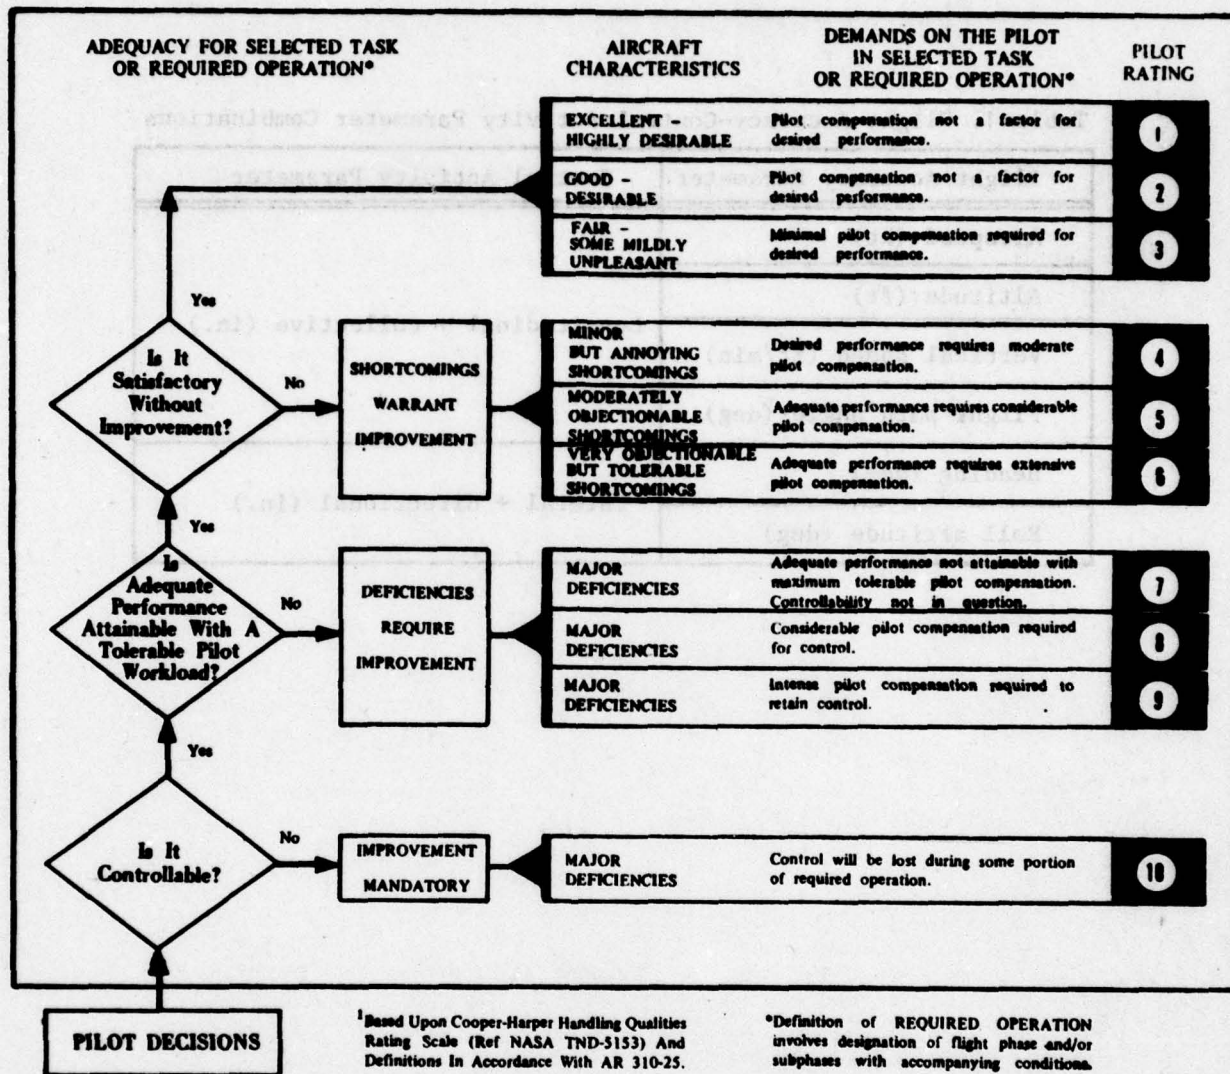 ADEQUACY FOR SELECTED TASK
OR REQUIRED OPERATION*
AIRCRAFT
CHARACTERISTICS
DEMANDS ON THE PILOT
IN SELECTED TASK
OR REQUIRED OPERATION*
PILOT
RATING
EXCELLENT -
HIGHLY DESIRABLE
Pilot compensation not a factor for
desired performance.
1
GOOD -
DESIRABLE
Pilot compensation not a factor for
desired performance.
2
FAIR -
SOME MILDLY
UNPLEASANT
Minimal pilot compensation required for
desired performance.
3
Yes
Is It
Satisfactory
Without
Improvement?
No
SHORTCOMINGS
WARRANT
IMPROVEMENT
MINOR
BUT ANNOYING
SHORTCOMINGS
Desired performance requires moderate
pilot compensation.
4
MODERATELY
OBJECTIONABLE
SHORTCOMINGS
Adequate performance requires considerable
pilot compensation.
5
VERY OBJECTIONABLE
BUT TOLERABLE
SHORTCOMINGS
Adequate performance requires extensive
pilot compensation.
6
Yes
Is
Adequate
Performance
Attainable With A
Tolerable Pilot
Workload?
No
DEFICIENCIES
REQUIRE
IMPROVEMENT
MAJOR
DEFICIENCIES
Adequate performance not attainable with
maximum tolerable pilot compensation.
Controllability not in question.
7
MAJOR
DEFICIENCIES
Considerable pilot compensation required
for control.
8
MAJOR
DEFICIENCIES
Intense pilot compensation required to
retain control.
9
Yes
Is It
Controllable?
No
IMPROVEMENT
MANDATORY
MAJOR
DEFICIENCIES
Control will be lost during some portion
of required operation.
10
PILOT DECISIONS
1Based Upon Cooper-Harper Handling Qualities
Rating Scale (Ref NASA TND-5153) And
Definitions In Accordance With AR 310-25.
*Definition of REQUIRED OPERATION
involves designation of flight phase and/or
subphases with accompanying conditions.
Parameter Combinations
Altitude (ft)
Roll attitude (deg)